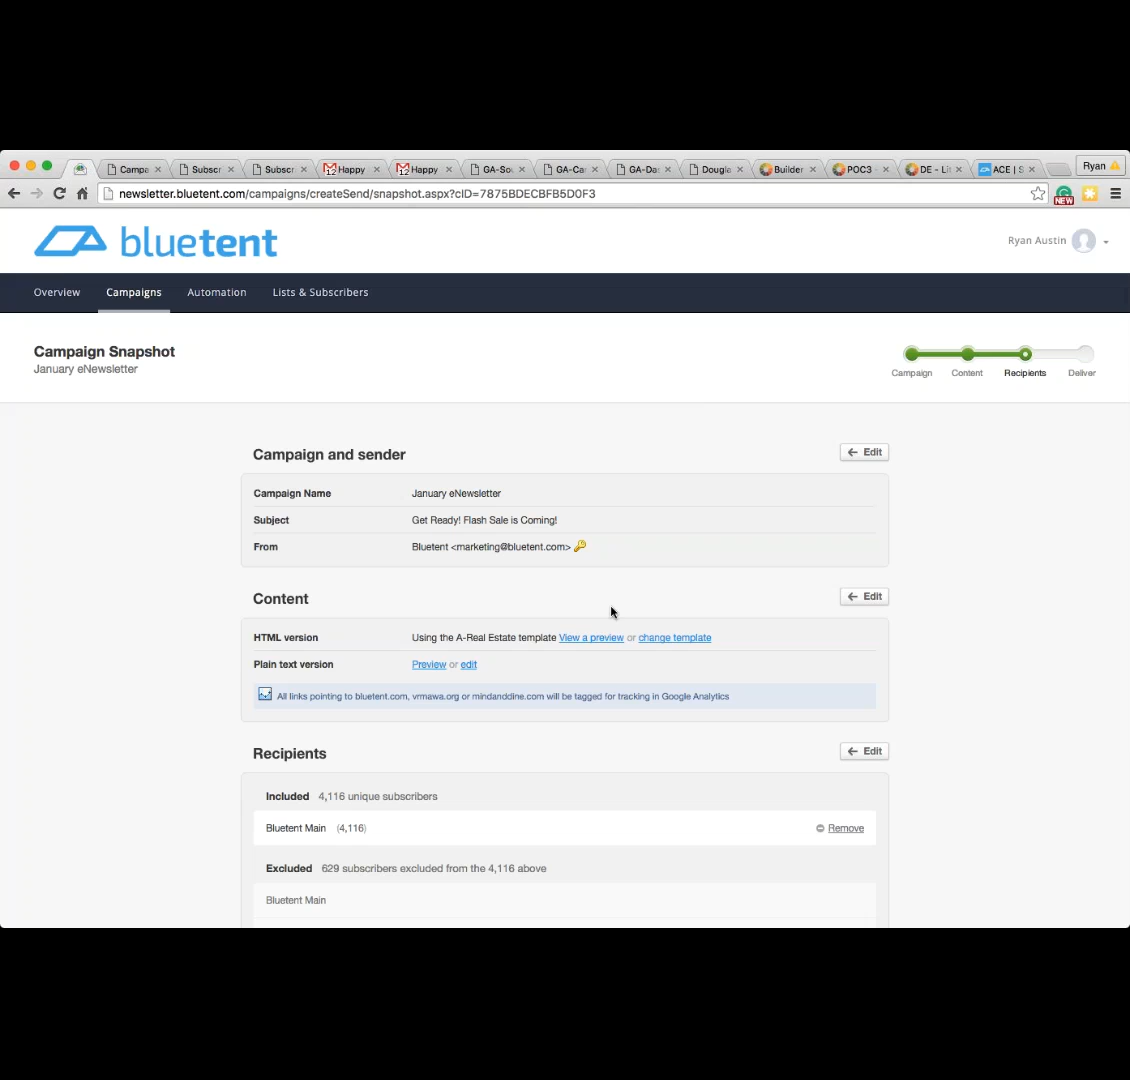 Campa
Subscr
Subscr
12 Happy
12 Happy
GA-Sou
GA-Car
GA-Das
Dougla
Builder
POC3 -
DE - Lit
ACE | S
Ryan
newsletter.bluetent.com/campaigns/createSend/snapshot.aspx?cID=7875BDECBFB5D0F3
NEW
bluetent
Ryan Austin
Overview Campaigns Automation Lists & Subscribers
Campaign Snapshot
January eNewsletter
Campaign Content Recipients Deliver
Campaign and sender
Edit
Campaign Name January eNewsletter
Subject Get Ready! Flash Sale is Coming!
From Bluetent <marketing@bluetent.com>
Content
Edit
HTML version Using the A-Real Estate template View a preview or change template
Plain text version Preview or edit
All links pointing to bluetent.com, vrmawa.org or mindanddine.com will be tagged for tracking in Google Analytics
Recipients
Edit
Included 4,116 unique subscribers
Bluetent Main (4,116) Remove
Excluded 629 subscribers excluded from the 4,116 above
Bluetent Main